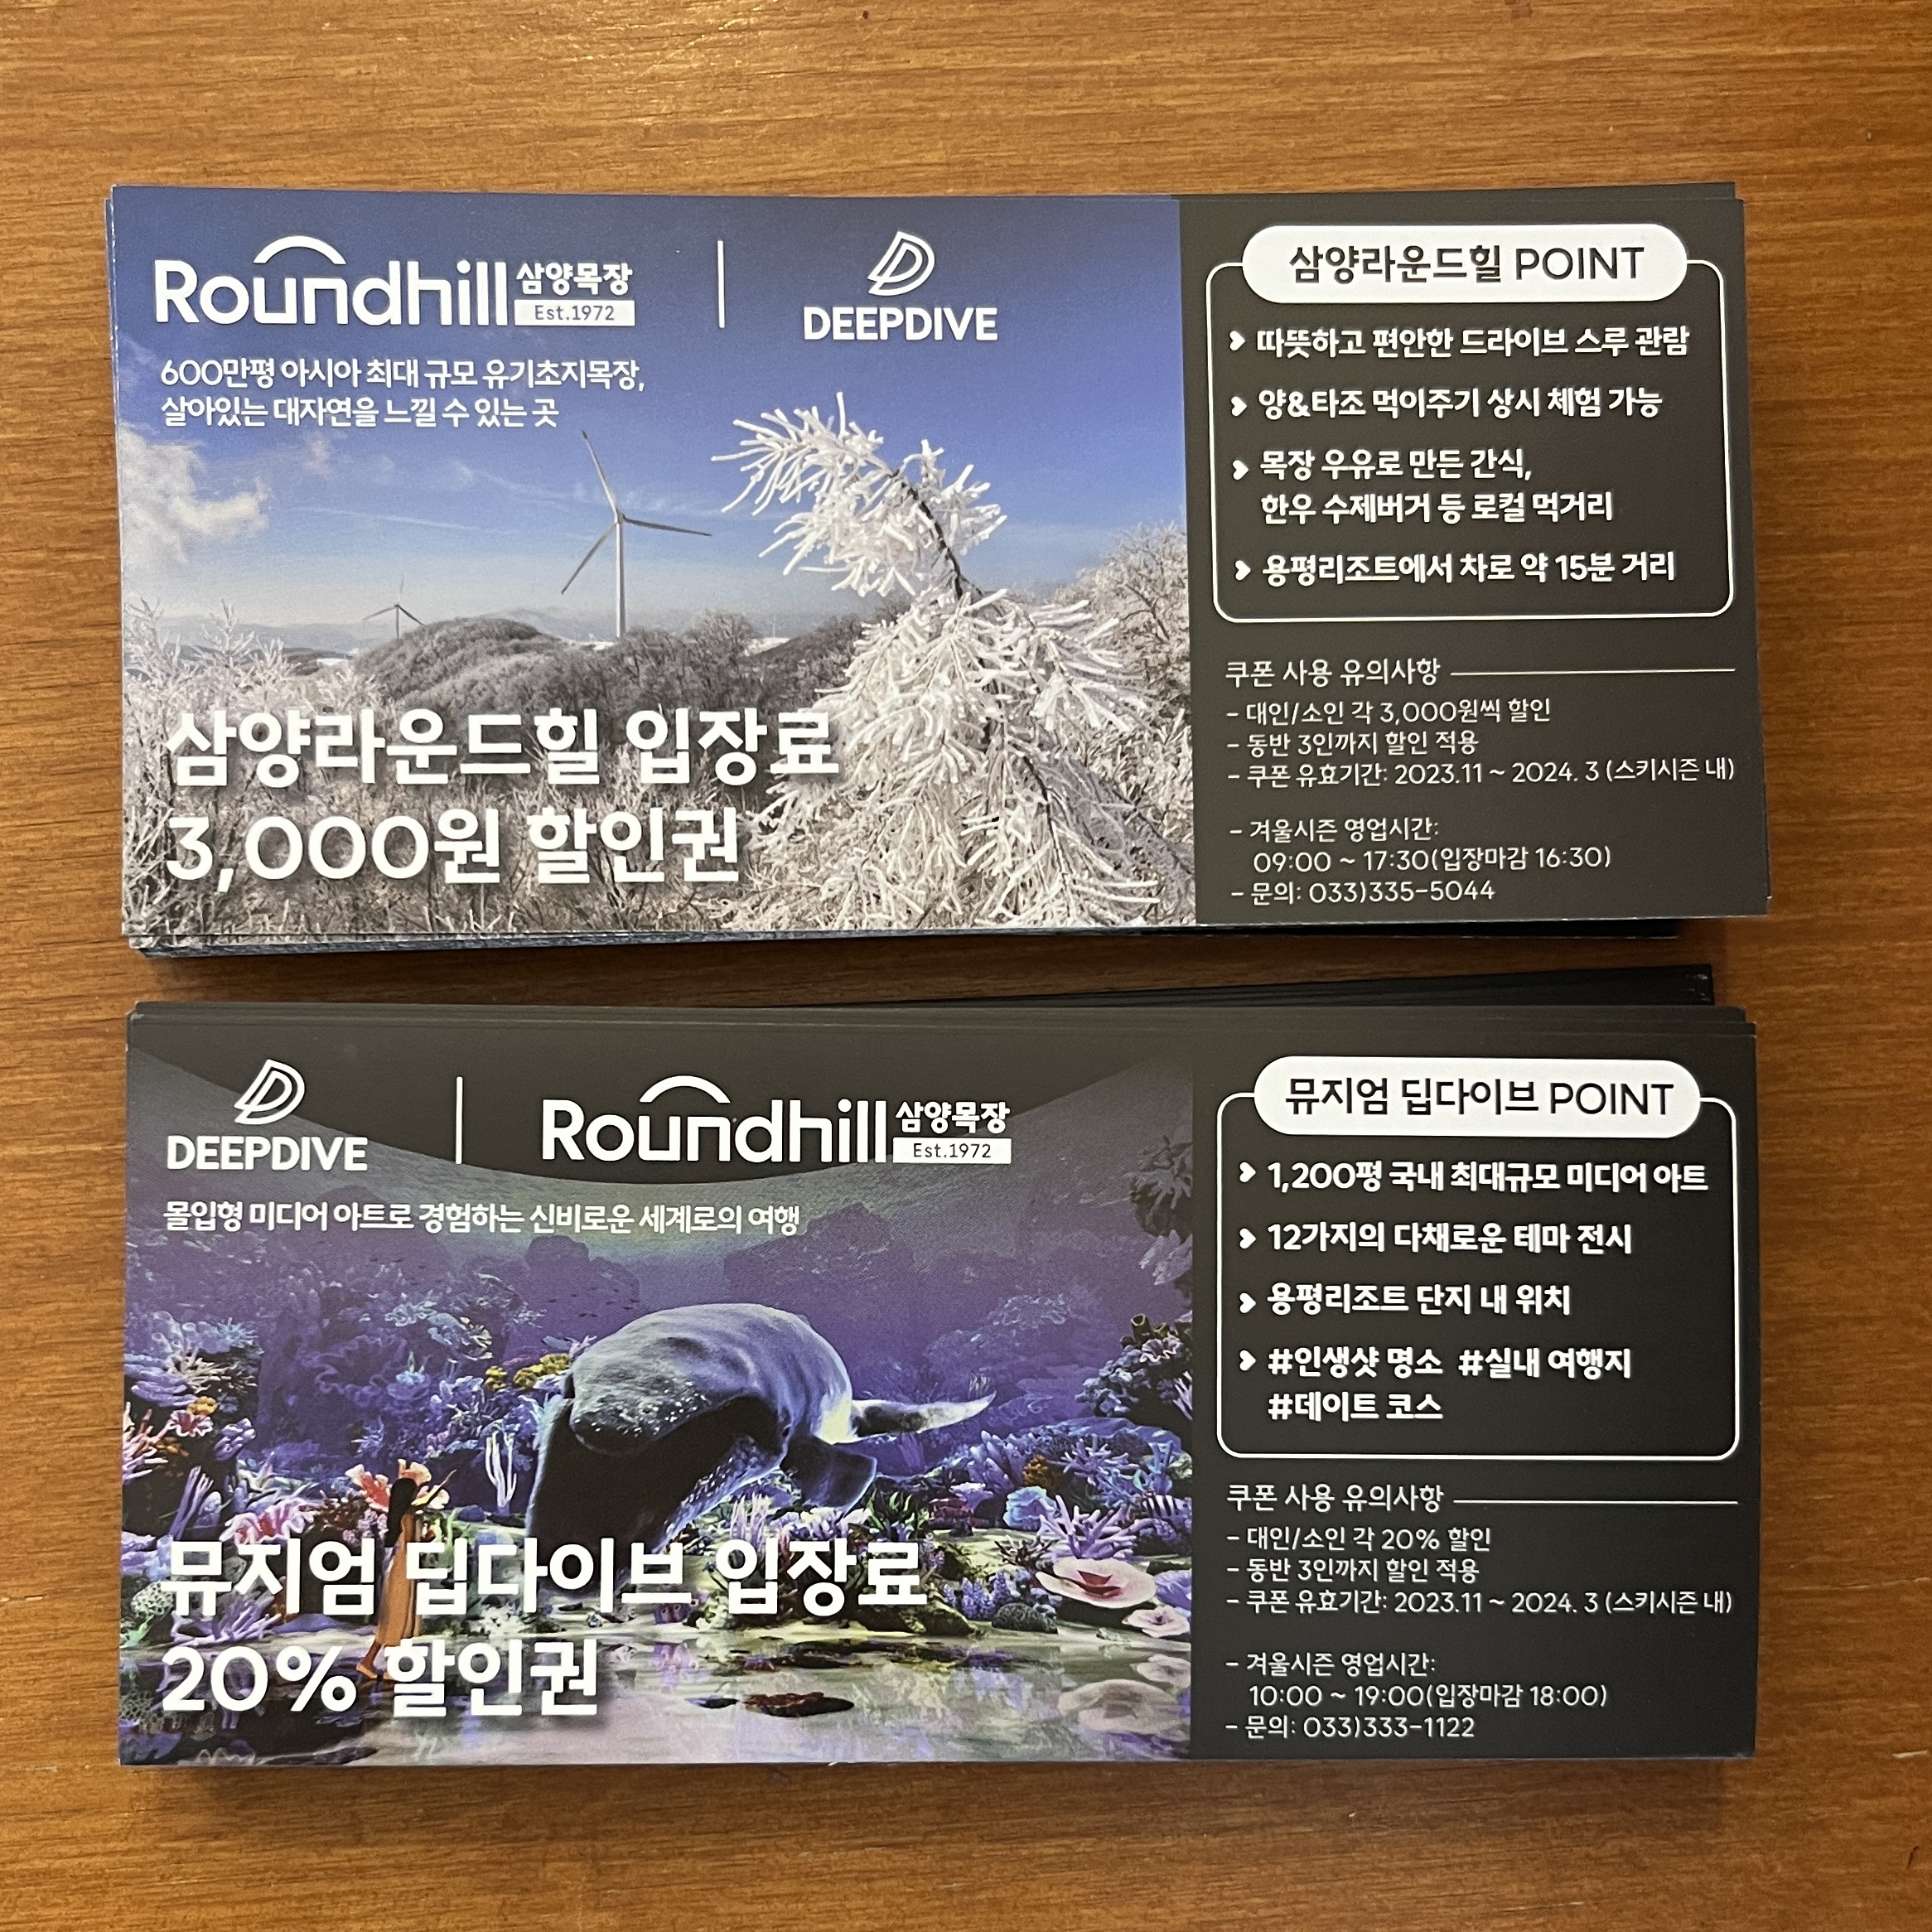 Roundhill 삼양목장
Est.1972
DEEPDIVE
600만평 아시아 최대 규모 유기초지목장,
살아있는 대자연을 느낄 수 있는 곳
삼양라운드힐 입장료
3,000원 할인권
삼양라운드힐 POINT
따뜻하고 편안한 드라이브 스루 관람
양&타조 먹이주기 상시 체험 가능
목장 우유로 만든 간식,
한우 수제버거 등 로컬 먹거리
용평리조트에서 차로 약 15분 거리
쿠폰 사용 유의사항
- 대인/소인 각 3,000원씩 할인
- 동반 3인까지 할인 적용
- 쿠폰 유효기간: 2023.11 ~ 2024. 3 (스키시즌 내)
- 겨울시즌 영업시간:
09:00 ~ 17:30(입장마감 16:30)
- 문의: 033)335-5044
DEEPDIVE
Roundhill 삼양목장
Est.1972
몰입형 미디어 아트로 경험하는 신비로운 세계로의 여행
뮤지엄 딥다이브 입장료
20% 할인권
뮤지엄 딥다이브 POINT
1,200평 국내 최대규모 미디어 아트
12가지의 다채로운 테마 전시
용평리조트 단지 내 위치
#인생샷 명소 #실내 여행지
#데이트 코스
쿠폰 사용 유의사항
- 대인/소인 각 20% 할인
- 동반 3인까지 할인 적용
- 쿠폰 유효기간: 2023.11 ~ 2024. 3 (스키시즌 내)
- 겨울시즌 영업시간:
10:00 ~ 19:00(입장마감 18:00)
- 문의: 033)333-1122